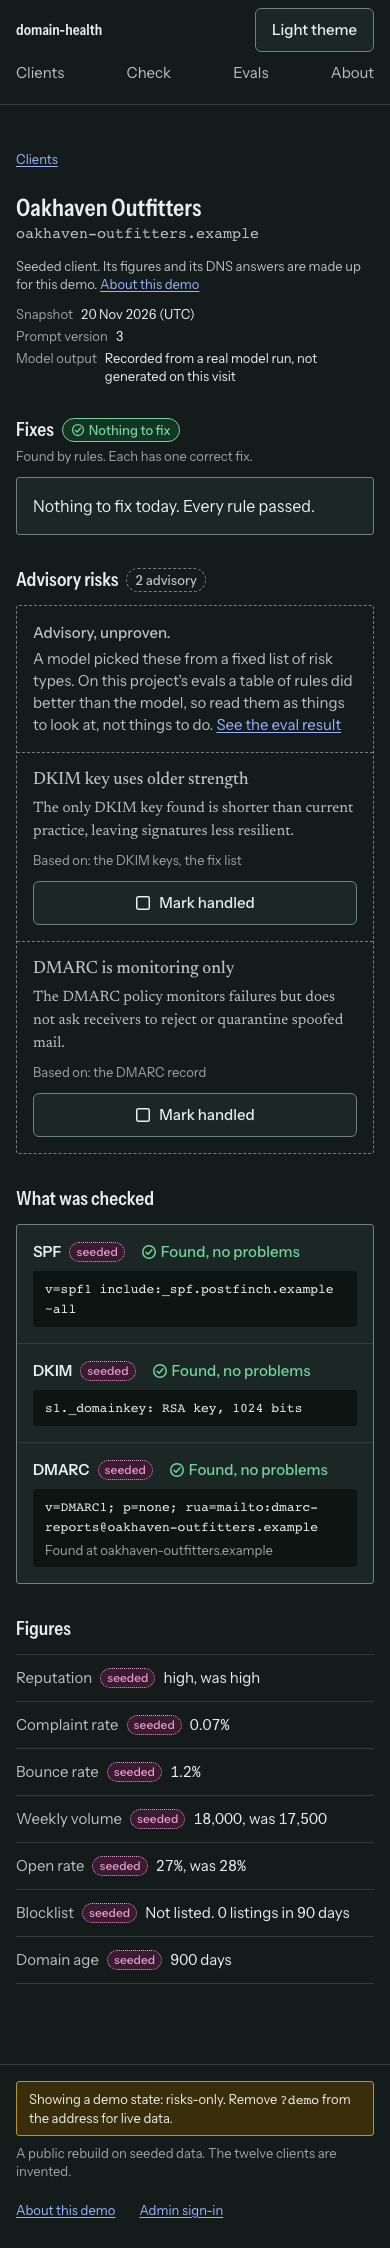 domain-health
Light theme
Clients
Check
Evals
About
Clients
Oakhaven Outfitters
oakhaven-outfitters.example
Seeded client. Its figures and its DNS answers are made up
for this demo. About this demo
Snapshot 20 Nov 2026 (UTC)
Prompt version 3
Model output Recorded from a real model run, not
generated on this visit
Fixes Nothing to fix
Found by rules. Each has one correct fix.
Nothing to fix today. Every rule passed.
Advisory risks 2 advisory
Advisory, unproven.
A model picked these from a fixed list of risk
types. On this project's evals a table of rules did
better than the model, so read them as things
to look at, not things to do. See the eval result
DKIM key uses older strength
The only DKIM key found is shorter than current
practice, leaving signatures less resilient.
Based on: the DKIM keys, the fix list
Mark handled
DMARC is monitoring only
The DMARC policy monitors failures but does
not ask receivers to reject or quarantine spoofed
mail.
Based on: the DMARC record
Mark handled
What was checked
SPF seeded Found, no problems
v=spf1 include:_spf.postfinch.example
~all
DKIM seeded Found, no problems
s1._domainkey: RSA key, 1024 bits
DMARC seeded Found, no problems
v=DMARC1; p=none; rua=mailto:dmarc-
reports@oakhaven-outfitters.example
Found at oakhaven-outfitters.example
Figures
Reputation seeded high, was high
Complaint rate seeded 0.07%
Bounce rate seeded 1.2%
Weekly volume seeded 18,000, was 17,500
Open rate seeded 27%, was 28%
Blocklist seeded Not listed. 0 listings in 90 days
Domain age seeded 900 days
Showing a demo state: risks-only. Remove ?demo from
the address for live data.
A public rebuild on seeded data. The twelve clients are
invented.
About this demo
Admin sign-in